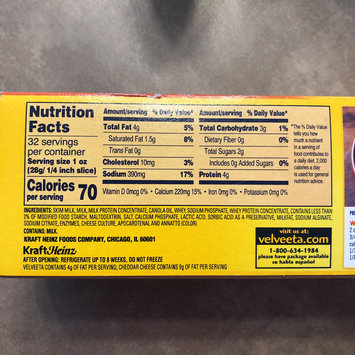 Nutrition
Facts
32 servings
per container
Serving size 1 oz
(28g/ 1/4 inch slice)
Calories 70
per serving
Amount/serving % Daily Value*
Total Fat 4g 5%
Saturated Fat 1.5g 8%
Trans Fat 0g
Cholesterol 10mg 3%
Sodium 390mg 17%
Amount/serving % Daily Value*
Total Carbohydrate 3g 1%
Dietary Fiber 0g 0%
Total Sugars 2g
Includes 0g Added Sugars 0%
Protein 4g
Vitamin D 0mcg 0% • Calcium 220mg 15% • Iron 0mg 0% • Potassium 0mg 0%
*The % Daily Value
tells you how
much a nutrient
in a serving of
food contributes to
a daily diet. 2,000
calories a day
is used for general
nutrition advice.
INGREDIENTS: SKIM MILK, MILK, MILK PROTEIN CONCENTRATE, CANOLA OIL, WHEY, SODIUM PHOSPHATE, WHEY PROTEIN CONCENTRATE, CONTAINS LESS THAN
2% OF MODIFIED FOOD STARCH, MALTODEXTRIN, SALT, CALCIUM PHOSPHATE, LACTIC ACID, SORBIC ACID AS A PRESERVATIVE, MILKFAT, SODIUM ALGINATE,
SODIUM CITRATE, ENZYMES, CHEESE CULTURE, APOCAROTENAL AND ANNATTO (COLOR).
CONTAINS: MILK.
KRAFT HEINZ FOODS COMPANY, CHICAGO, IL 60601
KraftHeinz
AFTER OPENING: REFRIGERATE UP TO 8 WEEKS, DO NOT FREEZE
VELVEETA CONTAINS 4g OF FAT PER SERVING; CHEDDAR CHEESE CONTAINS 9g OF FAT PER SERVING
visit us at:
velveeta.com
1-800-634-1984
please have package available
se habla español